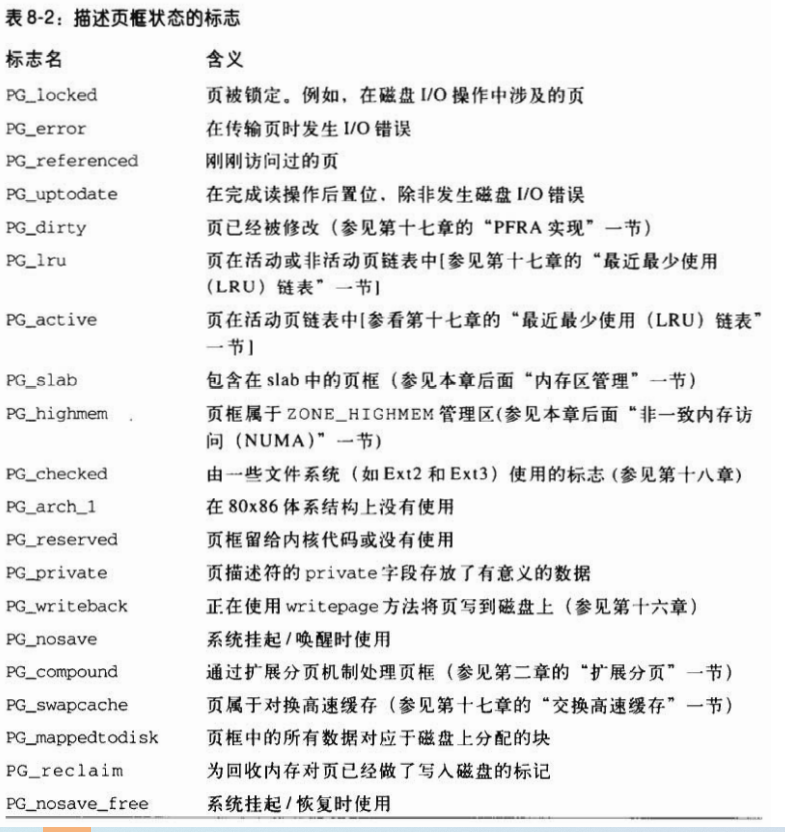 表 8-2：描述页框状态的标志
标志名 含义
PG_locked 页被锁定。例如，在磁盘 I/O 操作中涉及的页
PG_error 在传输页时发生 I/O 错误
PG_referenced 刚刚访问过的页
PG_uptodate 在完成读操作后置位，除非发生磁盘 I/O 错误
PG_dirty 页已经被修改（参见第十七章的“PFRA 实现”一节）
PG_lru 页在活动或非活动页链表中[参见第十七章的“最近最少使用
（LRU）链表”一节]
PG_active 页在活动页链表中[参看第十七章的“最近最少使用（LRU）链表”
一节]
PG_slab 包含在 slab 中的页框（参见本章后面“内存区管理”一节）
PG_highmem 页框属于 ZONE_HIGHMEM 管理区(参见本章后面“非一致内存访
问（NUMA）”一节)
PG_checked 由一些文件系统（如 Ext2 和 Ext3）使用的标志 (参见第十八章)
PG_arch_1 在 80x86 体系结构上没有使用
PG_reserved 页框留给内核代码或没有使用
PG_private 页描述符的 private 字段存放了有意义的数据
PG_writeback 正在使用 writepage 方法将页写到磁盘上（参见第十六章）
PG_nosave 系统挂起 / 唤醒时使用
PG_compound 通过扩展分页机制处理页框（参见第二章的“扩展分页”一节）
PG_swapcache 页属于对换高速缓存（参见第十七章的“交换高速缓存”一节）
PG_mappedtodisk 页框中的所有数据对应于磁盘上分配的块
PG_reclaim 为回收内存对页已经做了写入磁盘的标记
PG_nosave_free 系统挂起 / 恢复时使用